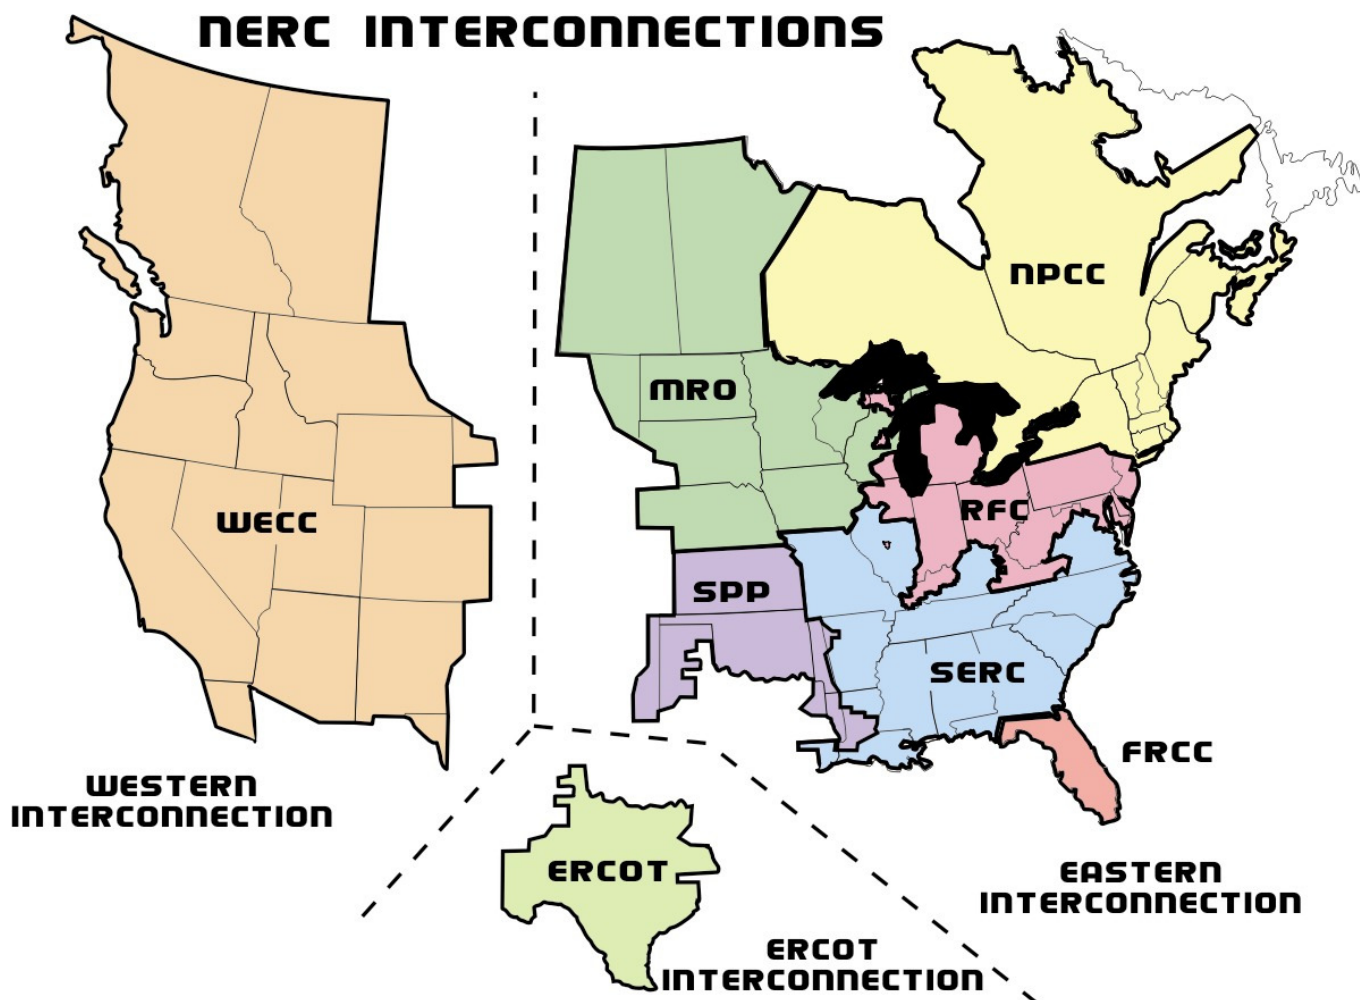 NERC INTERCONNECTIONS
NPCC
MRO
RFC
WECC
SPP
SERC
FRCC
WESTERN
INTERCONNECTION
ERCOT
EASTERN
INTERCONNECTION
ERCOT
INTERCONNECTION